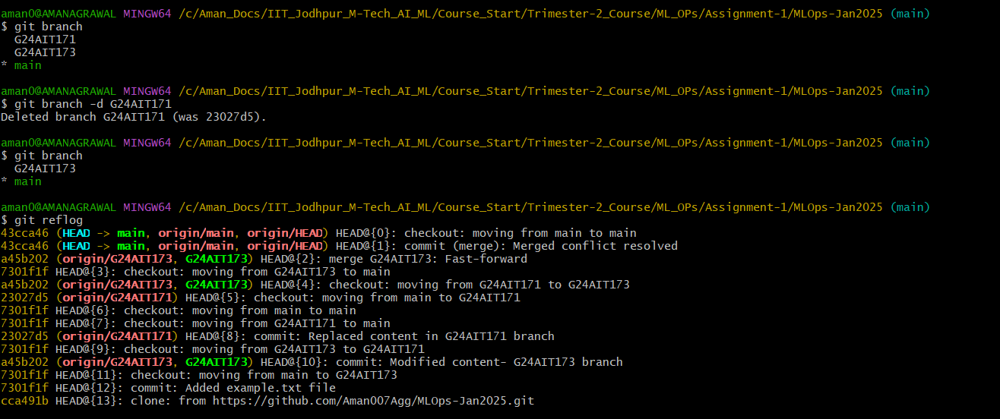 aman0@AMANAGRAWAL MINGW64 /c/Aman_Docs/IIT_Jodhpur_M-Tech_AI_ML/Course_Start/Trimester-2_Course/ML_OPs/Assignment-1/MLOps-Jan2025 (main)
$ git branch
  G24AIT171
  G24AIT173
* main

aman0@AMANAGRAWAL MINGW64 /c/Aman_Docs/IIT_Jodhpur_M-Tech_AI_ML/Course_Start/Trimester-2_Course/ML_OPs/Assignment-1/MLOps-Jan2025 (main)
$ git branch -d G24AIT171
Deleted branch G24AIT171 (was 23027d5).

aman0@AMANAGRAWAL MINGW64 /c/Aman_Docs/IIT_Jodhpur_M-Tech_AI_ML/Course_Start/Trimester-2_Course/ML_OPs/Assignment-1/MLOps-Jan2025 (main)
$ git branch
  G24AIT173
* main

aman0@AMANAGRAWAL MINGW64 /c/Aman_Docs/IIT_Jodhpur_M-Tech_AI_ML/Course_Start/Trimester-2_Course/ML_OPs/Assignment-1/MLOps-Jan2025 (main)
$ git reflog
43cca46 (HEAD -> main, origin/main, origin/HEAD) HEAD@{0}: checkout: moving from main to main
43cca46 (HEAD -> main, origin/main, origin/HEAD) HEAD@{1}: commit (merge): Merged conflict resolved
a45b202 (origin/G24AIT173, G24AIT173) HEAD@{2}: merge G24AIT173: Fast-forward
7301f1f HEAD@{3}: checkout: moving from G24AIT173 to main
a45b202 (origin/G24AIT173, G24AIT173) HEAD@{4}: checkout: moving from G24AIT171 to G24AIT173
23027d5 (origin/G24AIT171) HEAD@{5}: checkout: moving from main to G24AIT171
7301f1f HEAD@{6}: checkout: moving from main to main
7301f1f HEAD@{7}: checkout: moving from G24AIT171 to main
23027d5 (origin/G24AIT171) HEAD@{8}: commit: Replaced content in G24AIT171 branch
7301f1f HEAD@{9}: checkout: moving from G24AIT173 to G24AIT171
a45b202 (origin/G24AIT173, G24AIT173) HEAD@{10}: commit: Modified content- G24AIT173 branch
7301f1f HEAD@{11}: checkout: moving from main to G24AIT173
7301f1f HEAD@{12}: commit: Added example.txt file
cca491b HEAD@{13}: clone: from https://github.com/Aman007Agg/MLOps-Jan2025.git